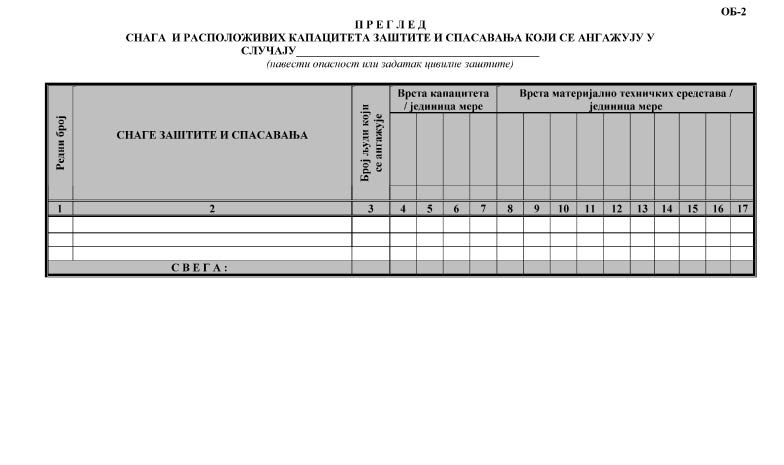 ОБ-2
П Р Е Г Л Е Д
СНАГА И РАСПОЛОЖИВИХ КАПАЦИТЕТА ЗАШТИТЕ И СПАСАВАЊА КОЈИ СЕ АНГАЖУЈУ У
СЛУЧАЈУ________________________________________
(навести опасност или задатак цивилне заштите)
Редни број
СНАГЕ ЗАШТИТЕ И СПАСАВАЊА
Број људи који
се ангажује
Врста капацитета
/ јединица мере
Врста материјално техничких средстава /
јединица мере
1 2 3 4 5 6 7 8 9 10 11 12 13 14 15 16 17
С В Е Г А :